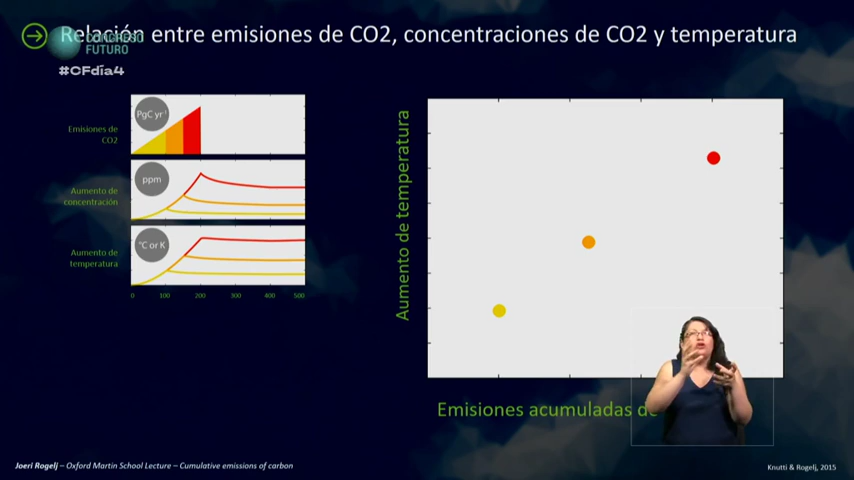 Relación entre emisiones de CO2, concentraciones de CO2 y temperatura
CONGRESO
FUTURO
#CFdía4
PgC yr⁻¹
Emisiones de
CO2
ppm
Aumento de
concentración
°C or K
Aumento de
temperatura
0 100 200 300 400 500
Aumento de temperatura
Emisiones acumuladas de
Joeri Rogelj – Oxford Martin School Lecture – Cumulative emissions of carbon
Knutti & Rogelj, 2015